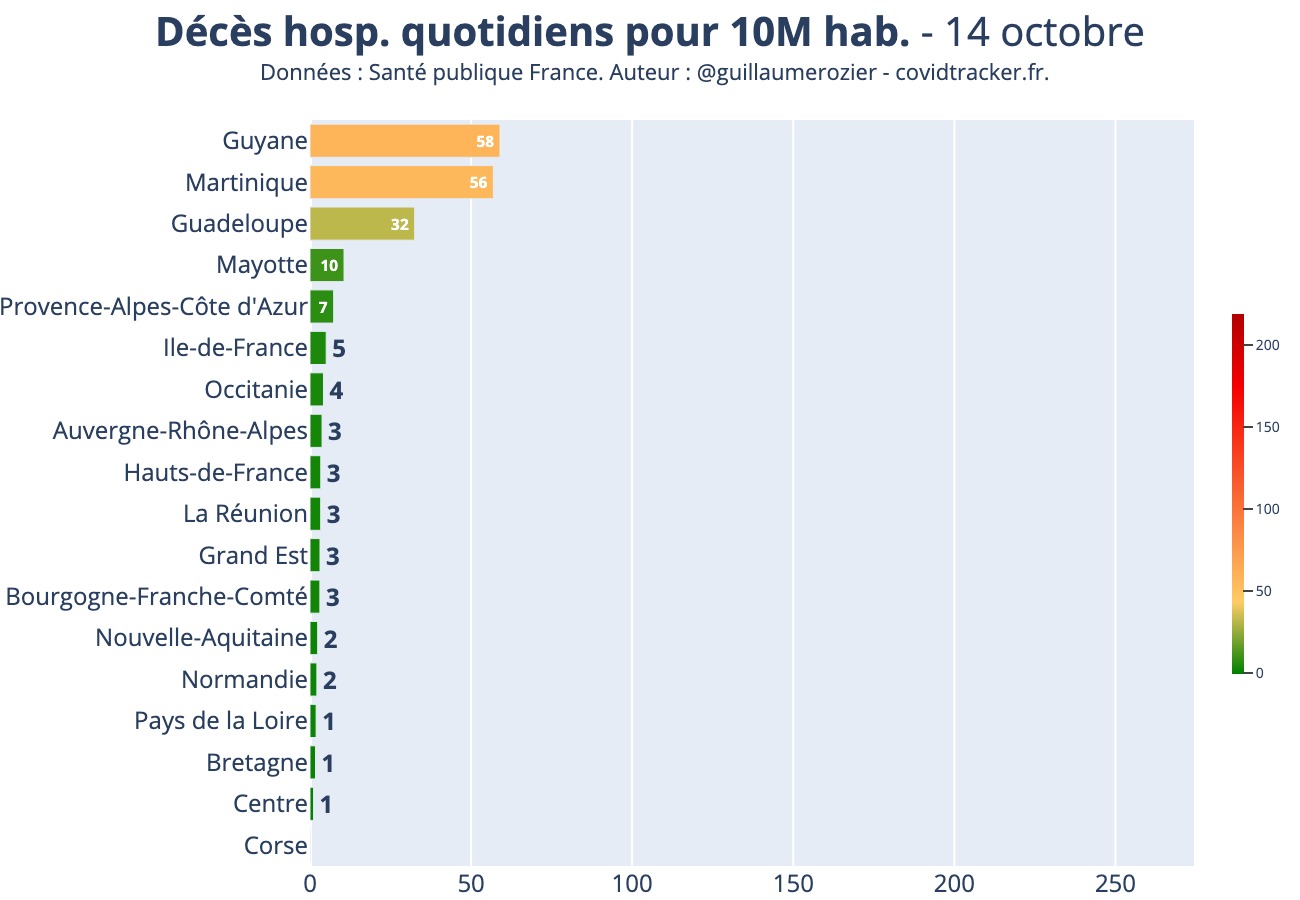 Décès hosp. quotidiens pour 10M hab. - 14 octobre
Données : Santé publique France. Auteur : @guillaumerozier - covidtracker.fr.
Guyane 58
Martinique 56
Guadeloupe 32
Mayotte 10
Provence-Alpes-Côte d'Azur 7
Ile-de-France 5
Occitanie 4
Auvergne-Rhône-Alpes 3
Hauts-de-France 3
La Réunion 3
Grand Est 3
Bourgogne-Franche-Comté 3
Nouvelle-Aquitaine 2
Normandie 2
Pays de la Loire 1
Bretagne 1
Centre 1
Corse
0 50 100 150 200 250
200
150
100
50
0